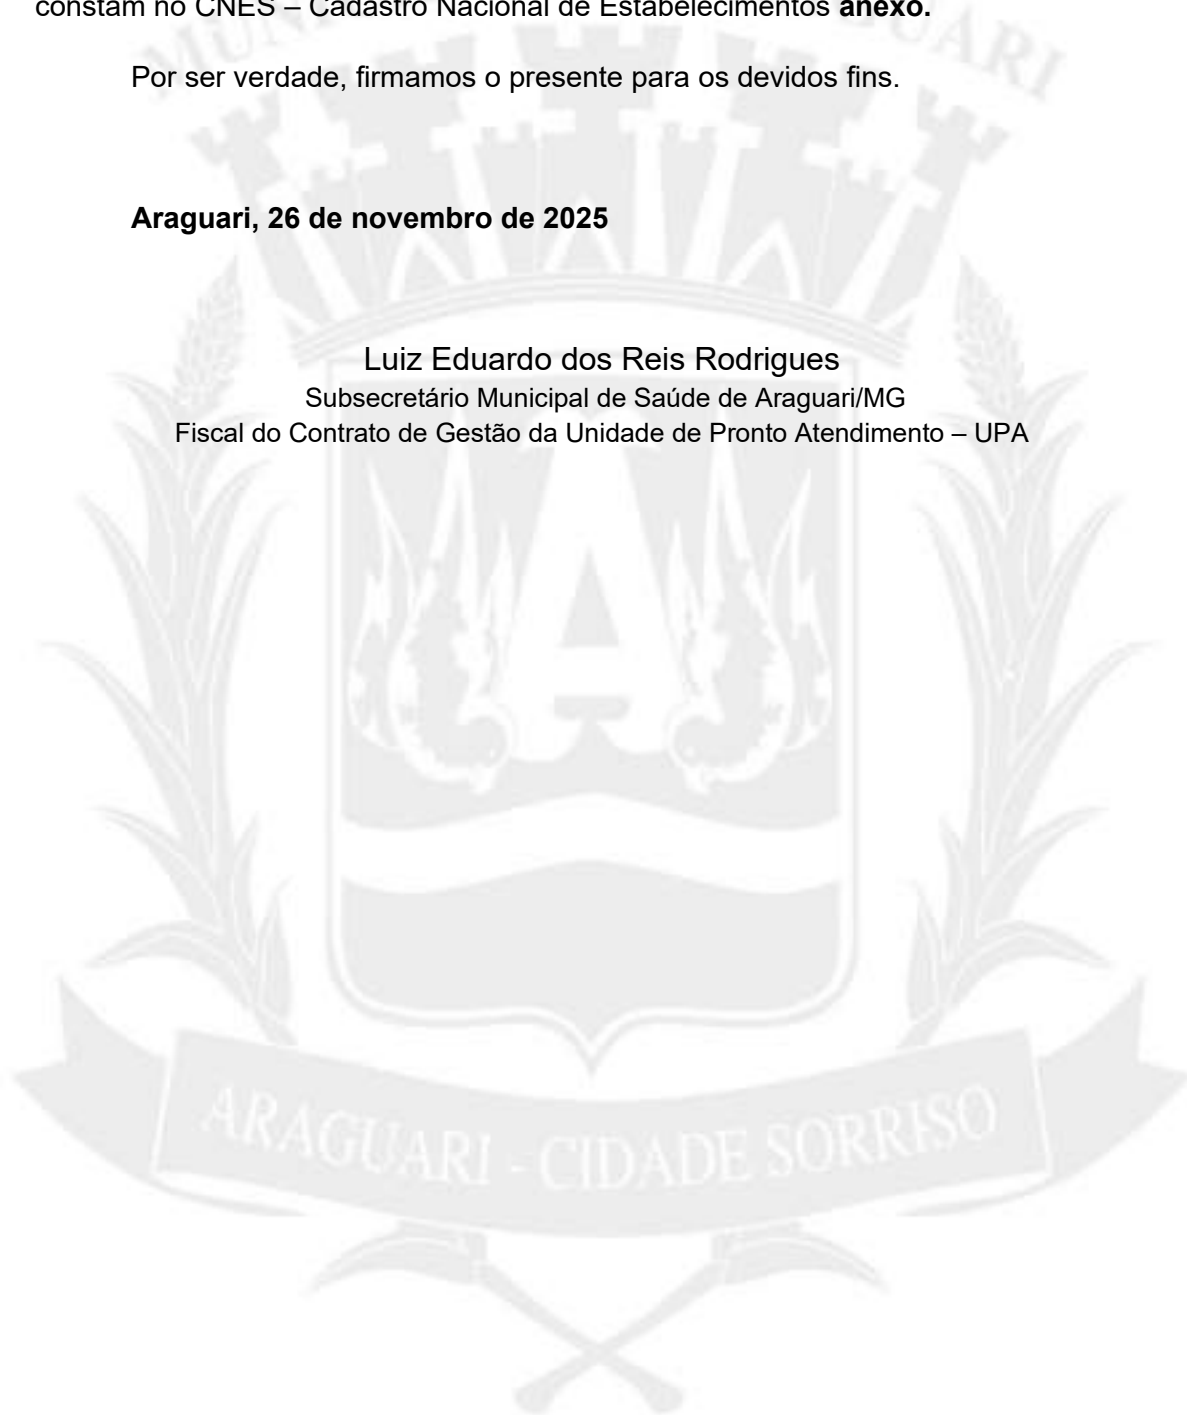 constam no CNES – Cadastro Nacional de Estabelecimentos anexo.
Por ser verdade, firmamos o presente para os devidos fins.
Araguari, 26 de novembro de 2025
Luiz Eduardo dos Reis Rodrigues
Subsecretário Municipal de Saúde de Araguari/MG
Fiscal do Contrato de Gestão da Unidade de Pronto Atendimento – UPA
ARAGUARI - CIDADE SORRISO